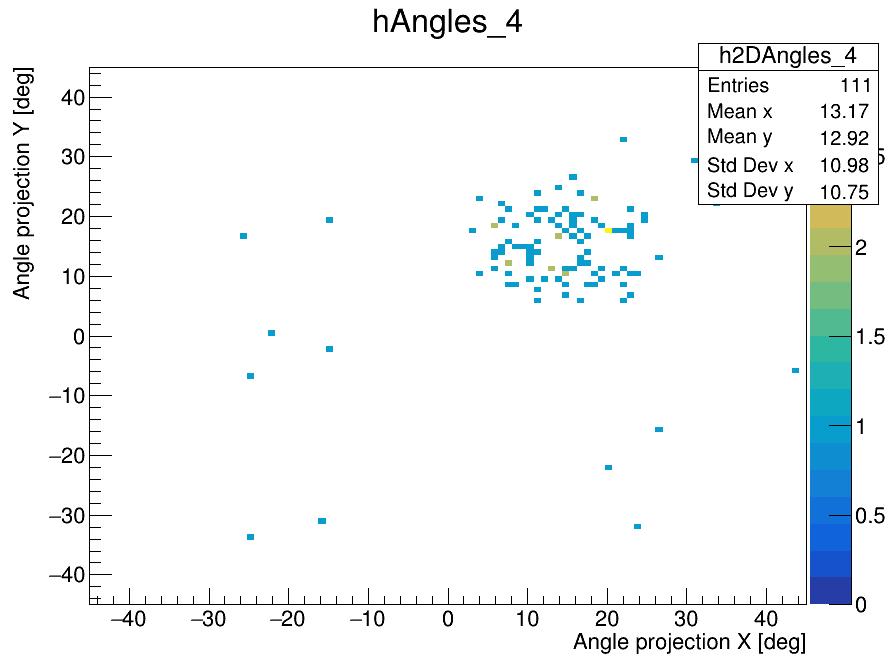 hAngles_4
h2DAngles_4
Entries 111
Mean x 13.17
Mean y 12.92
Std Dev x 10.98
Std Dev y 10.75
Angle projection Y [deg]
40
30
20
10
0
−10
−20
−30
−40
−40 −30 −20 −10 0 10 20 30 40
Angle projection X [deg]
5
2
1.5
1
0.5
0